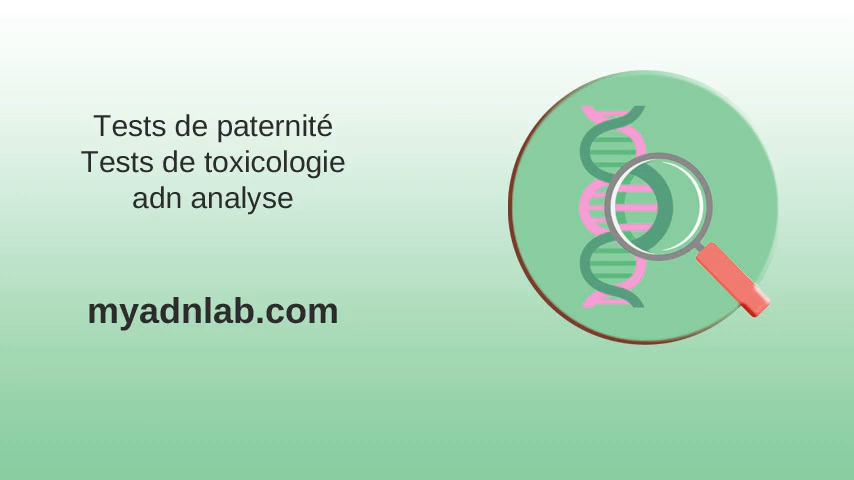 Tests de paternité
Tests de toxicologie
adn analyse
myadnlab.com